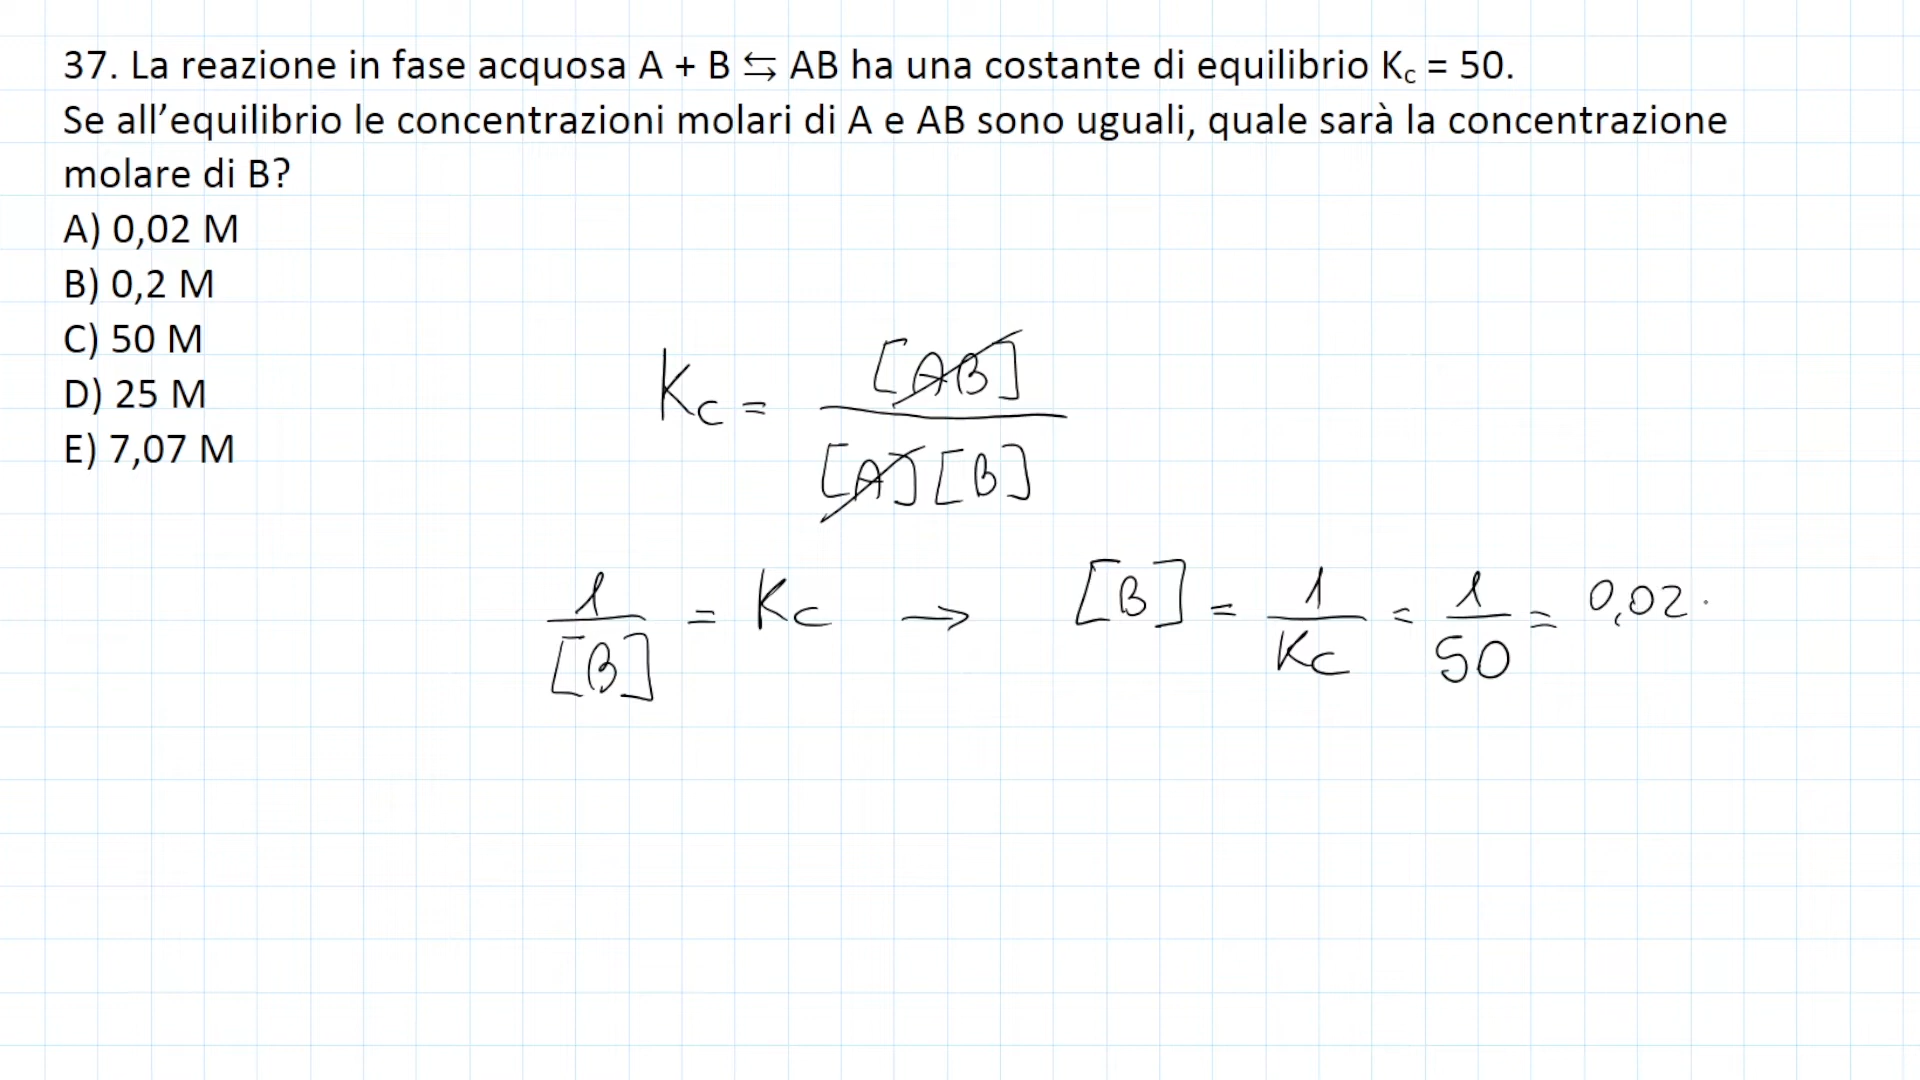 37. La reazione in fase acquosa A + B ⇆ AB ha una costante di equilibrio Kc = 50.
Se all’equilibrio le concentrazioni molari di A e AB sono uguali, quale sarà la concentrazione
molare di B?
A) 0,02 M
B) 0,2 M
C) 50 M
D) 25 M
E) 7,07 M
Kc = [AB] / [A][B]
1/[B] = Kc → [B] = 1/Kc = 1/50 = 0,02.